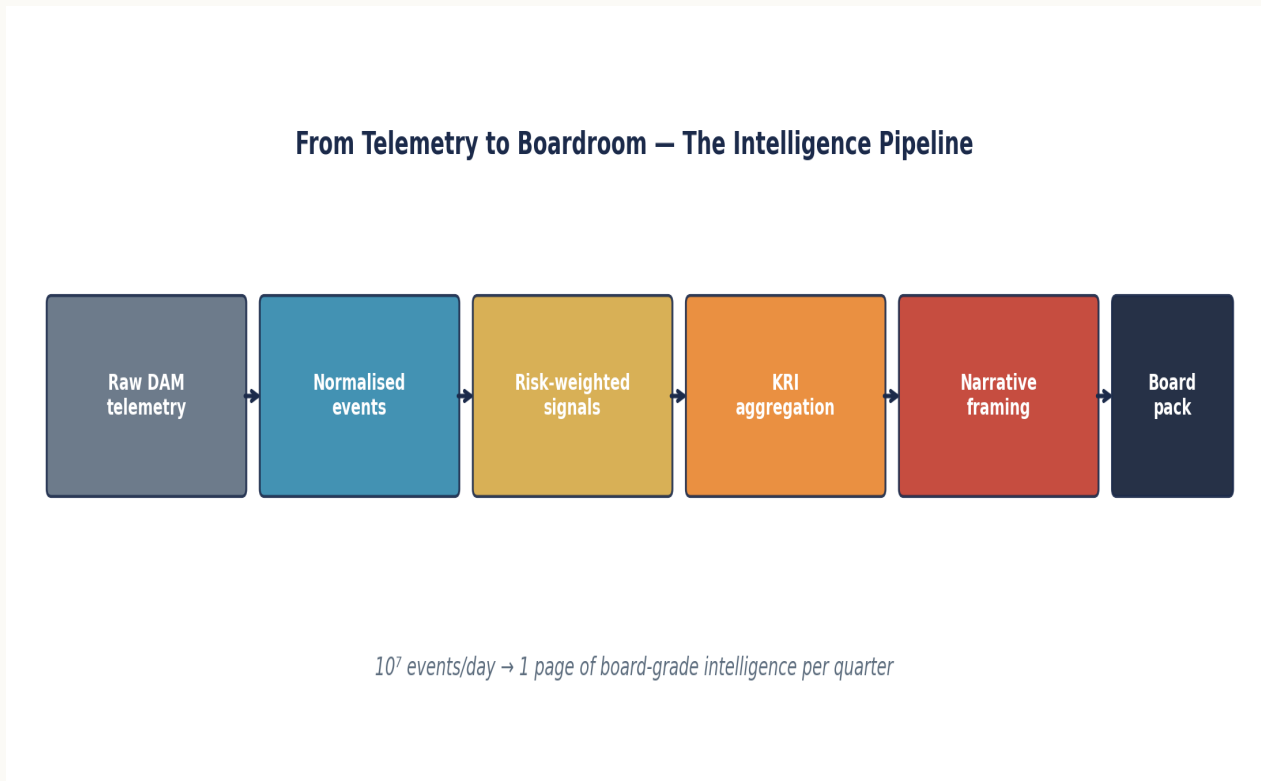 From Telemetry to Boardroom — The Intelligence Pipeline
Raw DAM
telemetry
Normalised
events
Risk-weighted
signals
KRI
aggregation
Narrative
framing
Board
pack
10⁷ events/day → 1 page of board-grade intelligence per quarter